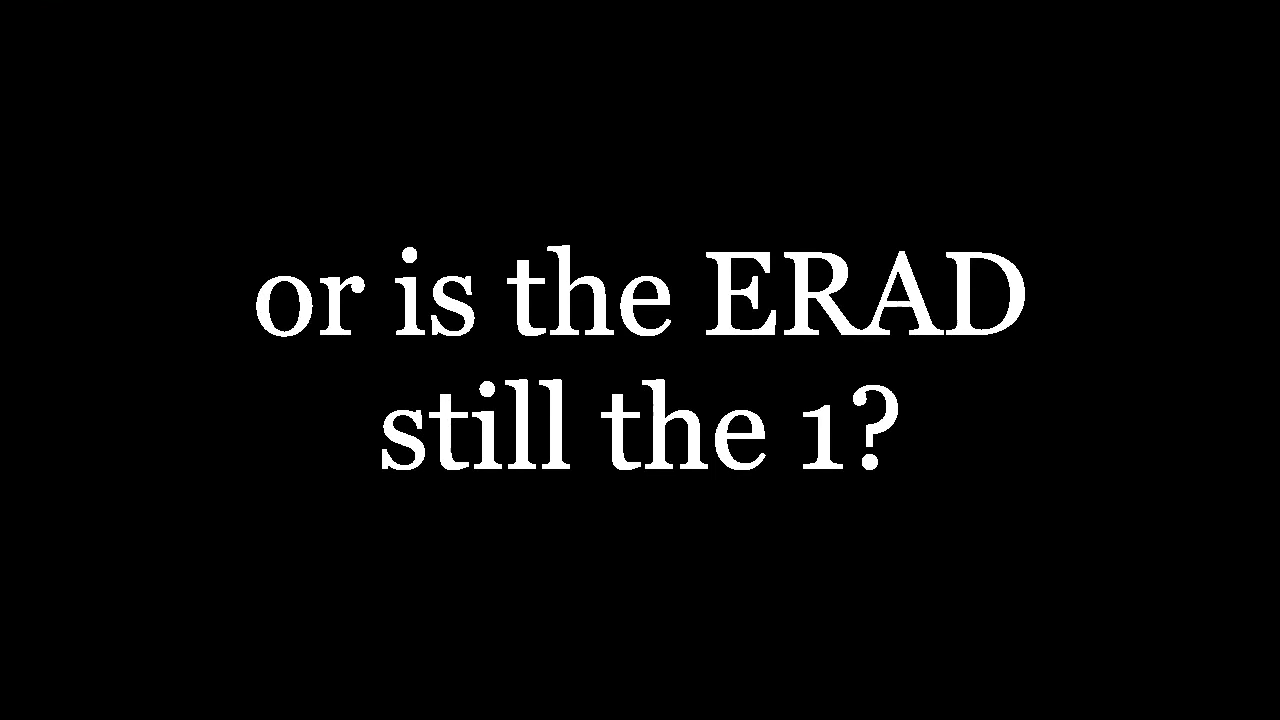 or is the ERAD
still the 1?